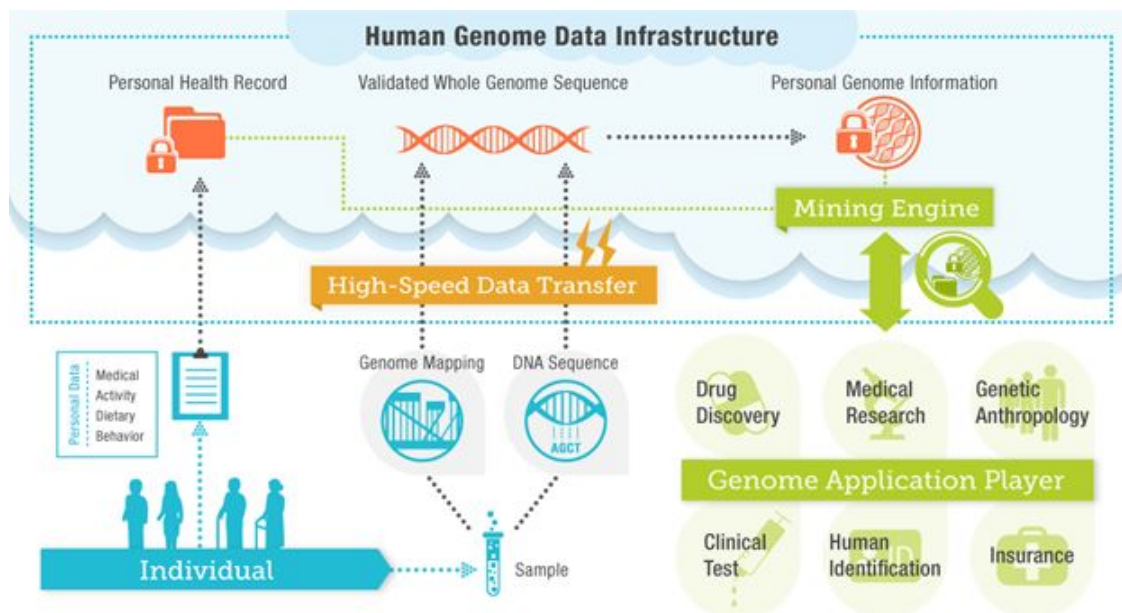 Human Genome Data Infrastructure
Personal Health Record
Validated Whole Genome Sequence
Personal Genome Information
Mining Engine
High-Speed Data Transfer
Personal Data
Medical
Activity
Dietary
Behavior
Genome Mapping
DNA Sequence
AGCT
Individual
Sample
Drug
Discovery
Medical
Research
Genetic
Anthropology
Genome Application Player
Clinical
Test
Human
Identification
ID
Insurance